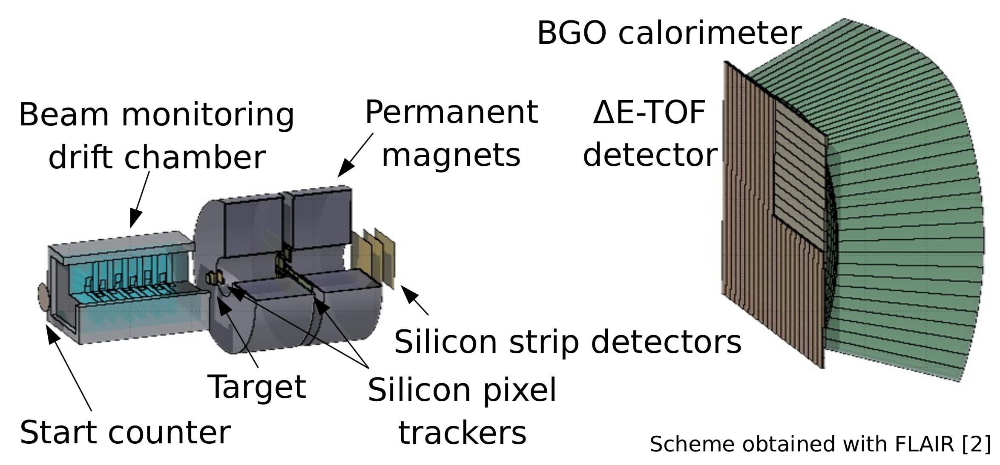 BGO calorimeter
Beam monitoring
drift chamber
Permanent
magnets
ΔE-TOF
detector
Silicon strip detectors
Target
Silicon pixel
trackers
Start counter
Scheme obtained with FLAIR [2]